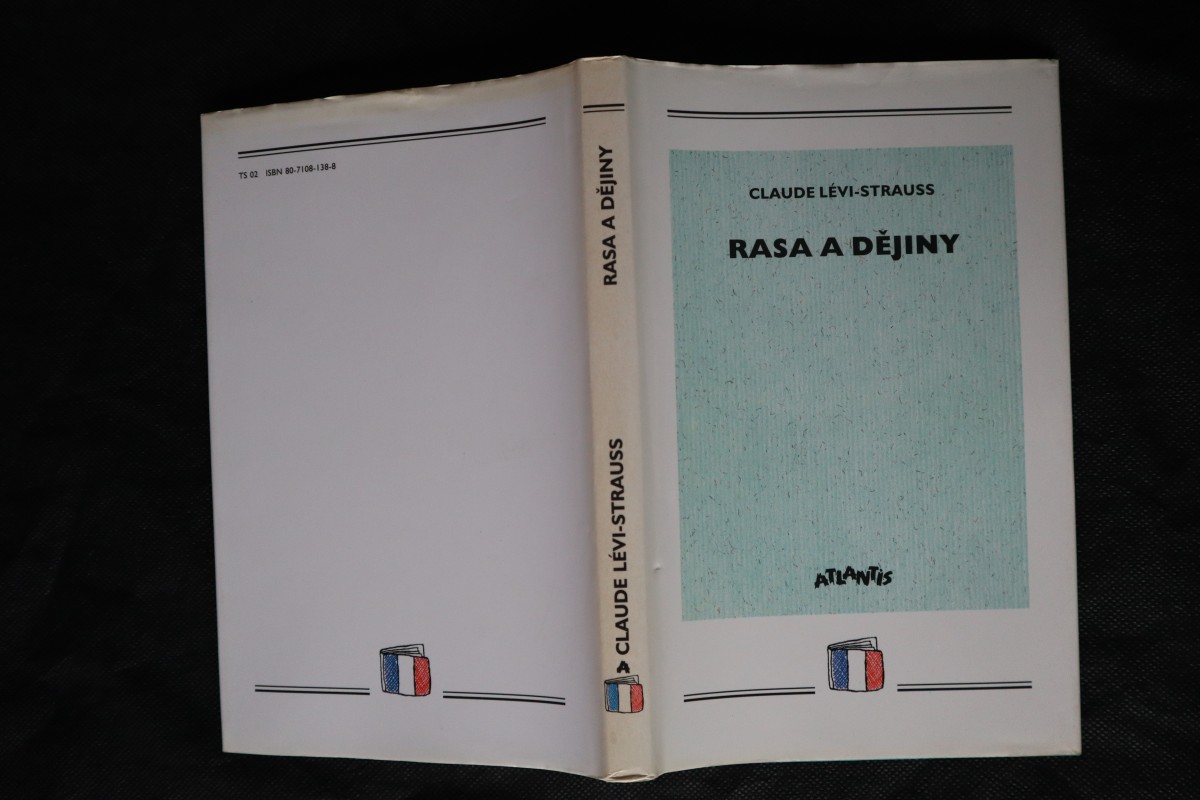 TS 02 ISBN 80-7108-138-8
RASA A DĚJINY
CLAUDE LÉVI-STRAUSS
CLAUDE LÉVI-STRAUSS
RASA A DĚJINY
ATLANTIS